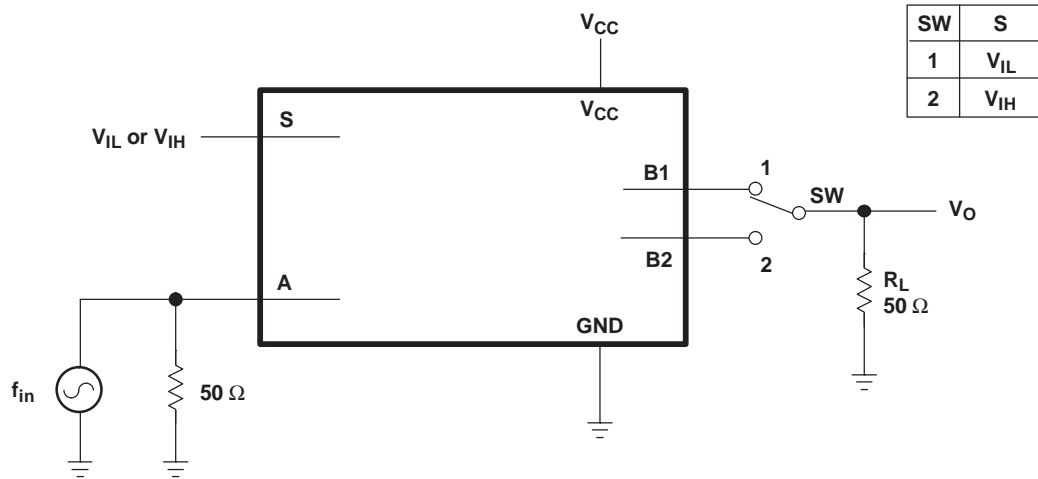 VCC
SW S
1 VIL
2 VIH
VCC
S
VIL or VIH
B1
1
SW
VO
B2
2
A
RL
50 Ω
GND
fin
50 Ω